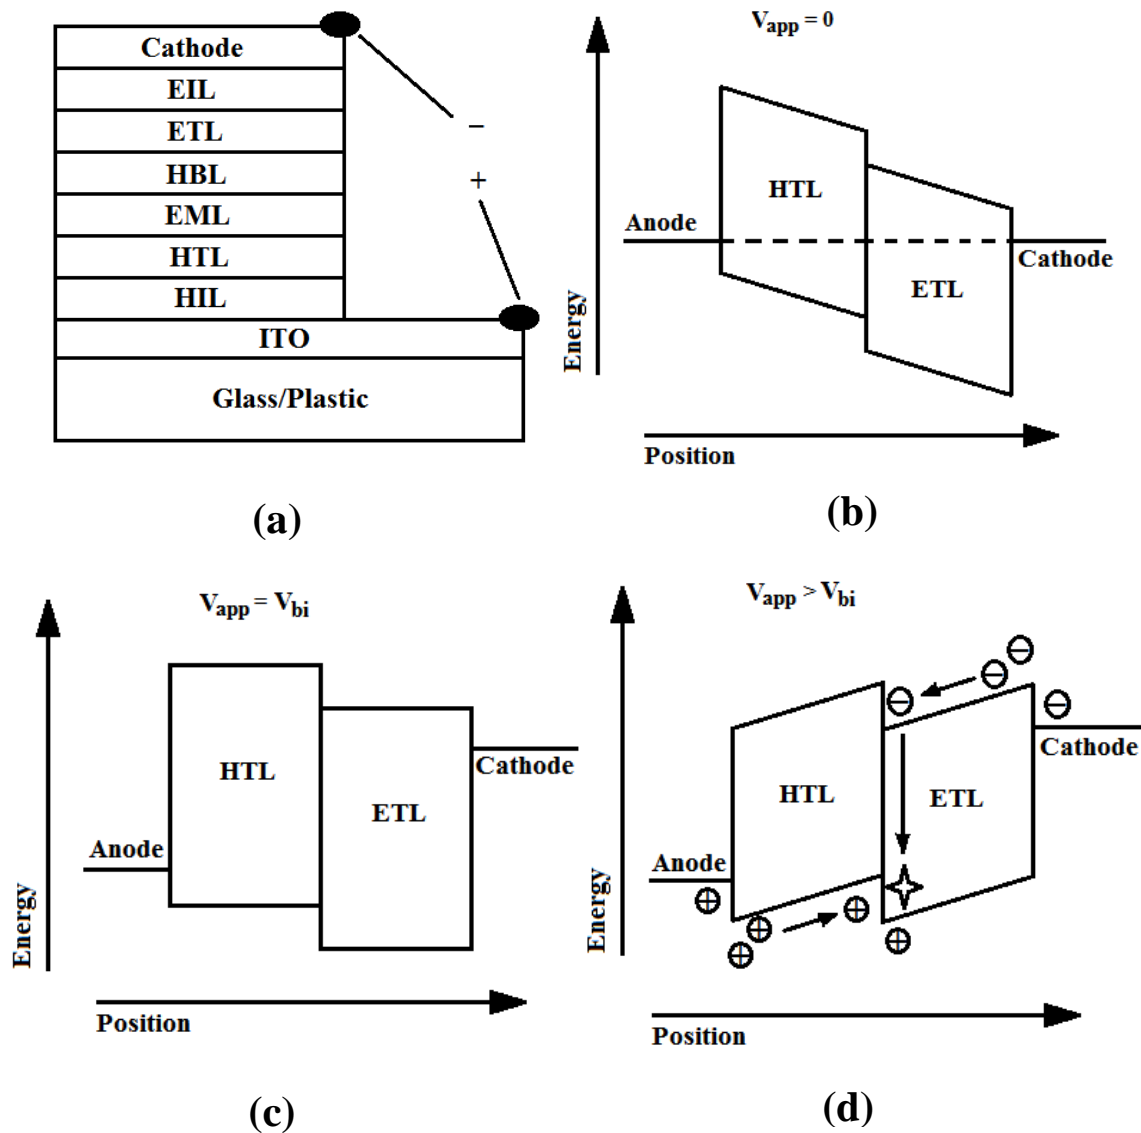 Cathode
EIL
ETL
HBL
EML
HTL
HIL
ITO
Glass/Plastic
−
+
(a)
Vapp = 0
Energy
Anode
HTL
ETL
Cathode
Position
(b)
Vapp = Vbi
Energy
Anode
HTL
ETL
Cathode
Position
(c)
Vapp > Vbi
Energy
Anode
HTL
ETL
Cathode
Position
(d)